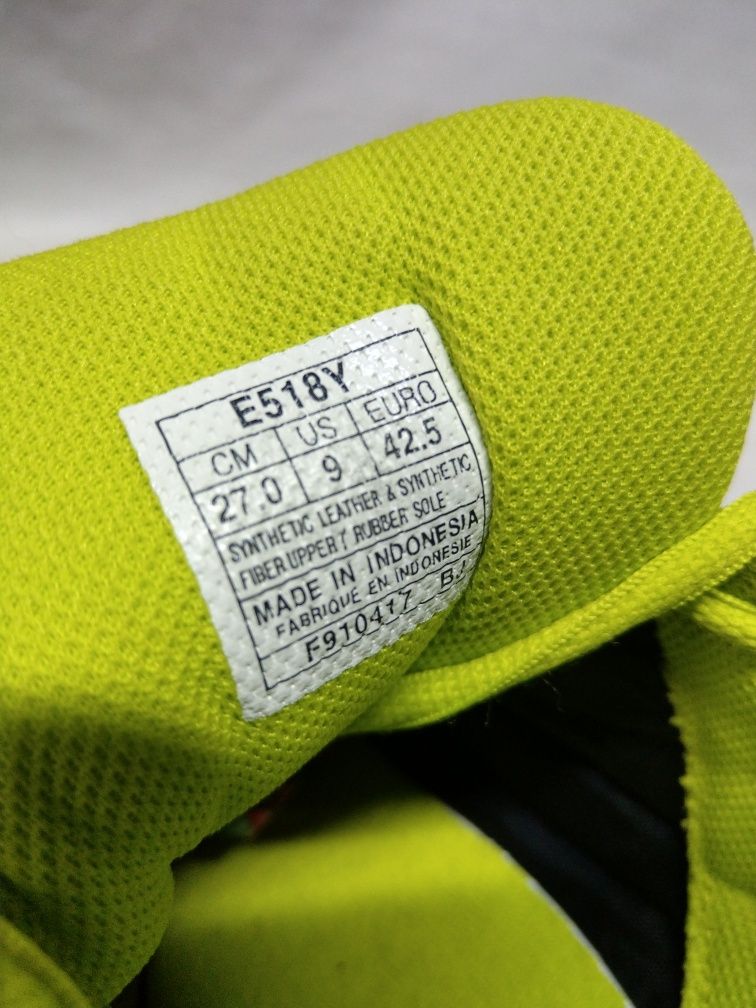 E518Y
CM US EURO
27.0 9 42.5
SYNTHETIC LEATHER & SYNTHETIC
FIBER UPPER / RUBBER SOLE
MADE IN INDONESIA
FABRIQUE EN INDONESIE
F910417 BJ